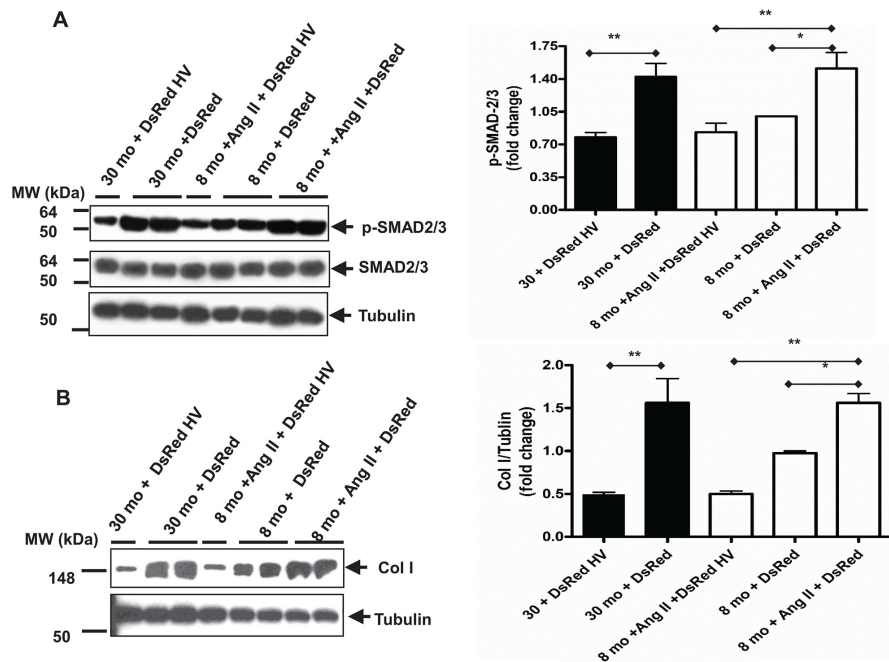 A
30 mo + DsRed HV
30 mo +DsRed
8 mo +Ang II + DsRed HV
8 mo + DsRed
8 mo + +Ang II +DsRed
MW (kDa)
64
50
p-SMAD2/3
64
50
SMAD2/3
50
Tubulin
p-SMAD-2/3
(fold change)
1.75
1.40
1.05
0.70
0.35
0.00
**
**
*
30 + DsRed HV
30 mo + DsRed
8 mo +Ang II +DsRed HV
8 mo + DsRed
8 mo + Ang II + DsRed
B
30 mo + DsRed HV
30 mo + DsRed
8 mo +Ang II + DsRed HV
8 mo + DsRed
8 mo + Ang II + DsRed
MW (kDa)
148
Col I
50
Tubulin
Col I/Tublin
(fold change)
2.0
1.5
1.0
0.5
0.0
**
**
*
30 + DsRed HV
30 mo + DsRed
8 mo +Ang II +DsRed HV
8 mo + DsRed
8 mo + Ang II + DsRed